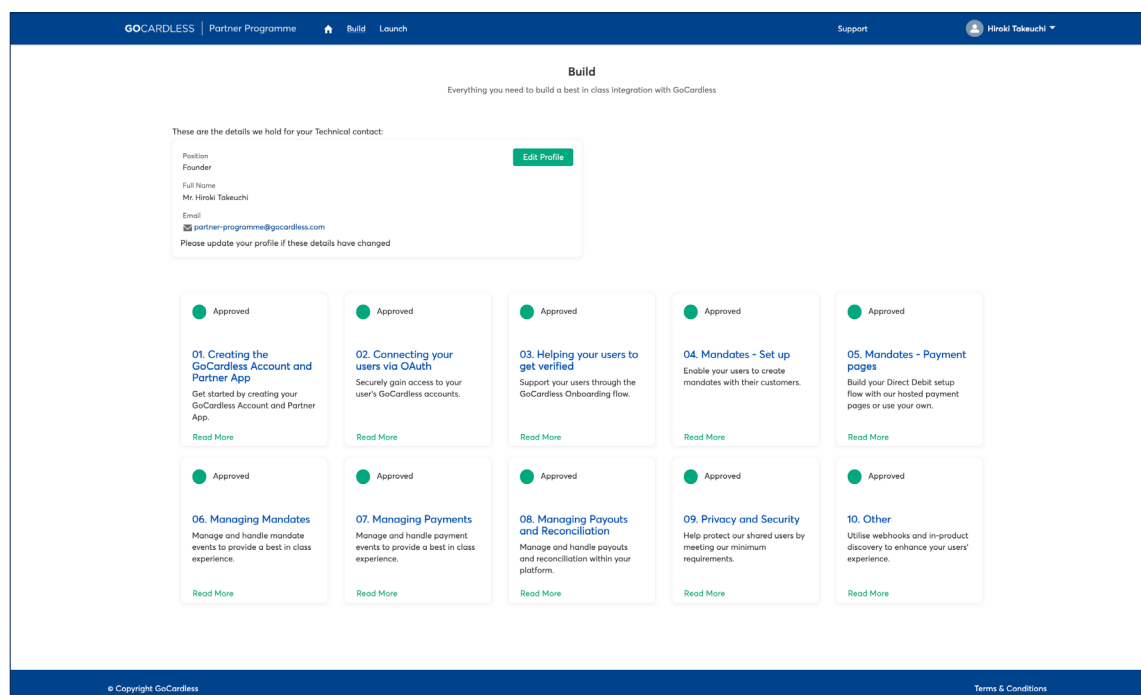 GOCARDLESS | Partner Programme Build Launch Support Hiroki Takeuchi
Build
Everything you need to build a best in class integration with GoCardless
These are the details we hold for your Technical contact:
Position
Edit Profile
Founder
Full Name
Mr. Hiroki Takeuchi
Email
partner-programme@gocardless.com
Please update your profile if these details have changed
Approved
01. Creating the
GoCardless Account and
Partner App
Get started by creating your
GoCardless Account and Partner
App.
Read More
Approved
02. Connecting your
users via OAuth
Securely gain access to your
user's GoCardless accounts.
Read More
Approved
03. Helping your users to
get verified
Support your users through the
GoCardless Onboarding flow.
Read More
Approved
04. Mandates - Set up
Enable your users to create
mandates with their customers.
Read More
Approved
05. Mandates - Payment
pages
Build your Direct Debit setup
flow with our hosted payment
pages or use your own.
Read More
Approved
06. Managing Mandates
Manage and handle mandate
events to provide a best in class
experience.
Read More
Approved
07. Managing Payments
Manage and handle payment
events to provide a best in class
experience.
Read More
Approved
08. Managing Payouts
and Reconciliation
Manage and handle payouts
and reconciliation within your
platform.
Read More
Approved
09. Privacy and Security
Help protect our shared users by
meeting our minimum
requirements.
Read More
Approved
10. Other
Utilise webhooks and in-product
discovery to enhance your users'
experience.
Read More
© Copyright GoCardless
Terms & Conditions